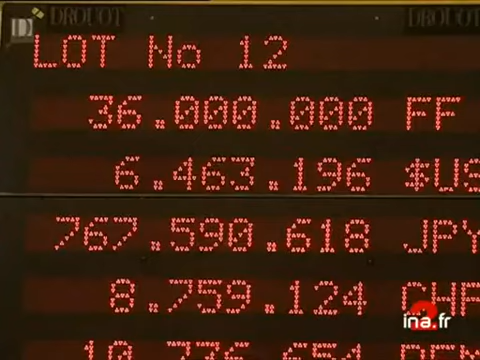 DROUOT DROUOT
LOT No 12
36.000.000 FF
6.463.196 $US
767.590.618 JPY
8.759.124 CHF
ina.fr